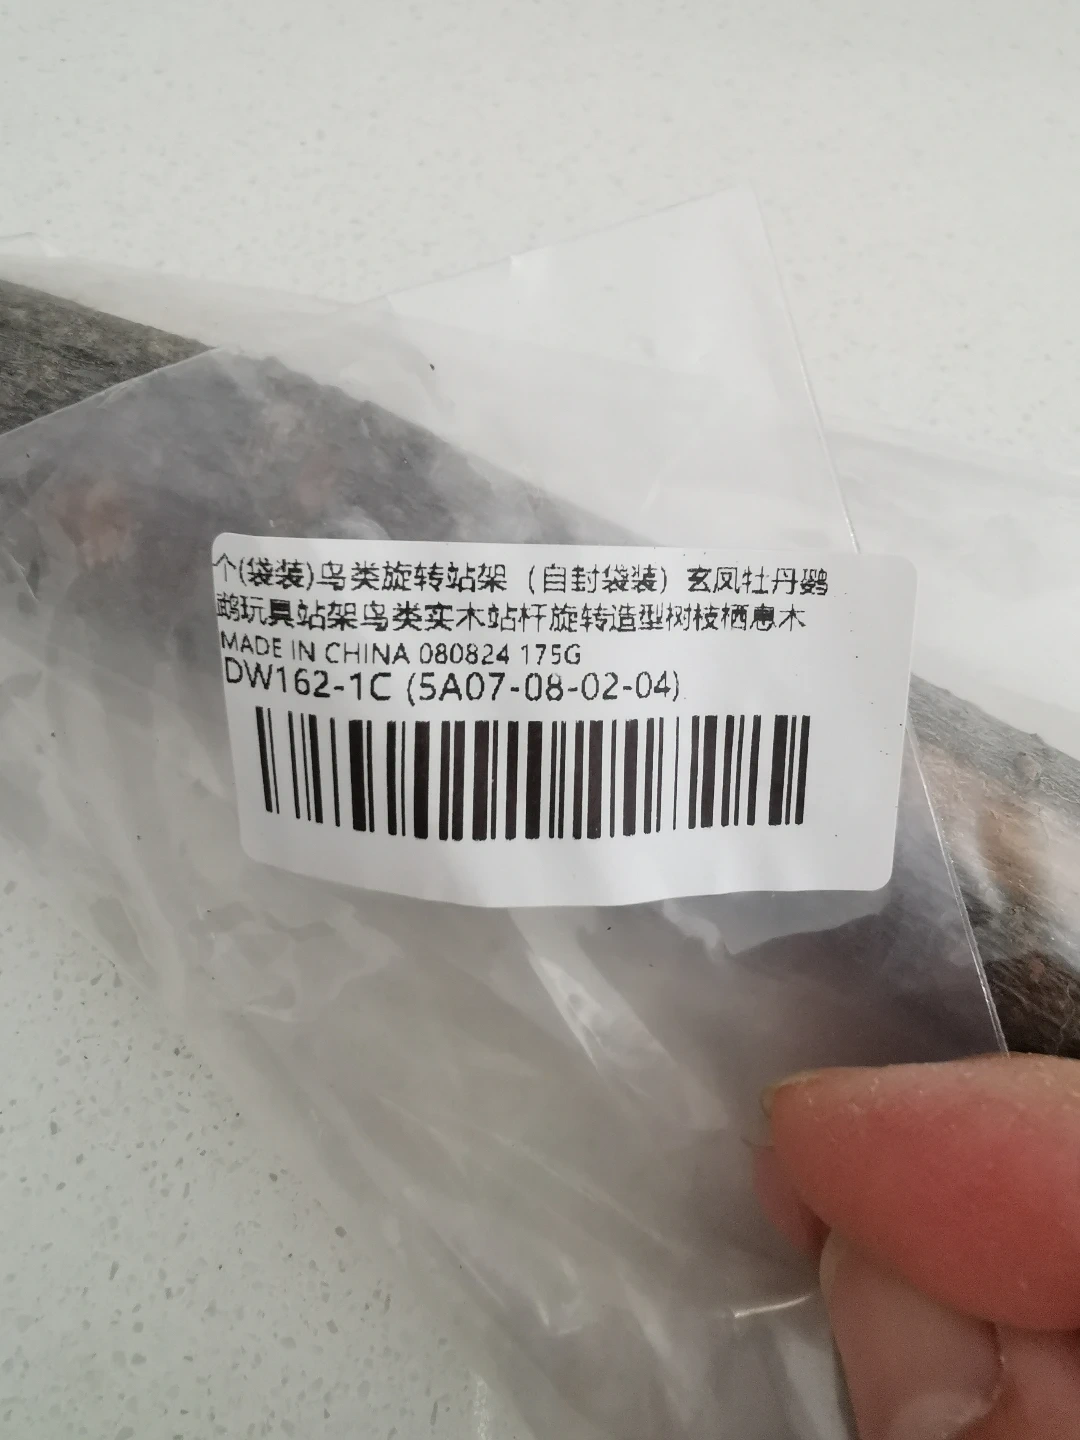 个(袋装)鸟类旋转站架（自封袋装）玄凤牡丹鹦
鹉玩具站架鸟类实木站杆旋转造型树枝栖息木
MADE IN CHINA 080824 175G
DW162-1C (5A07-08-02-04)